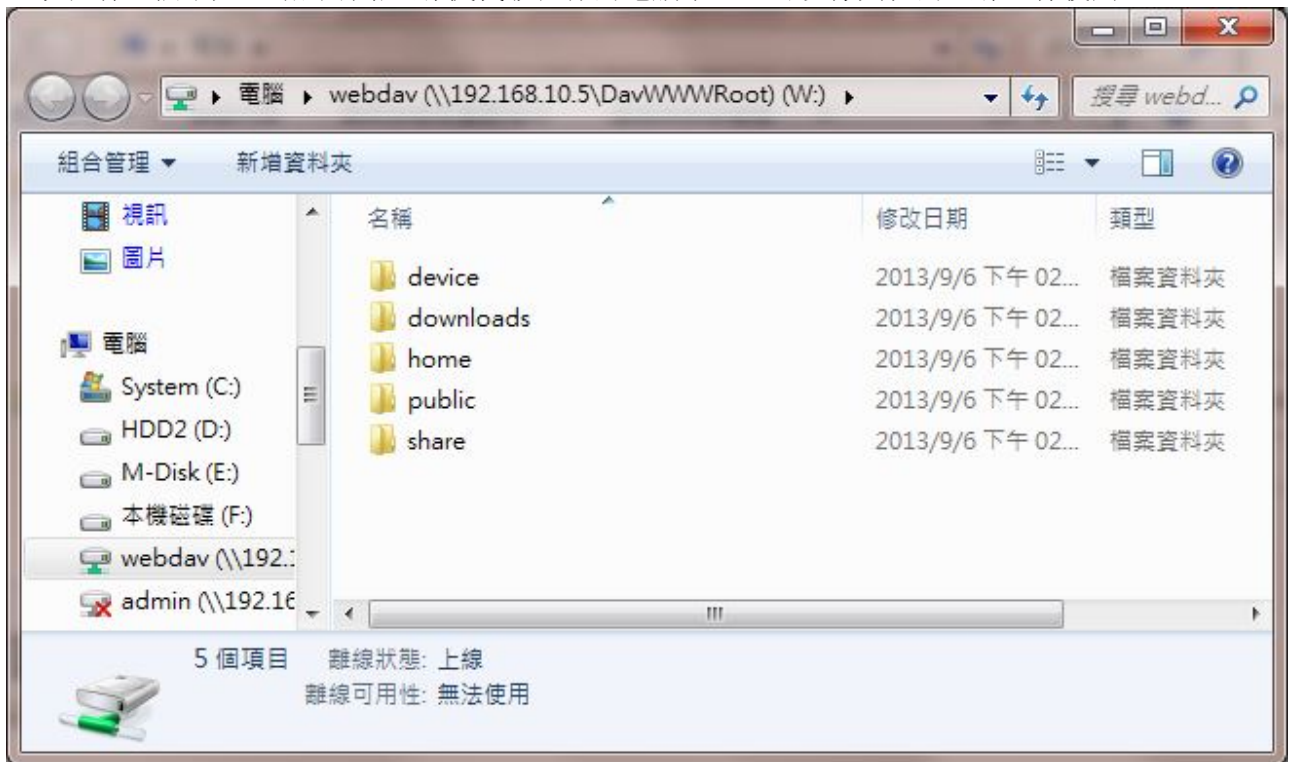 電腦 webdav (\\192.168.10.5\DavWWWRoot) (W:)
搜尋 webd...
組合管理 新增資料夾
視訊
圖片
電腦
System (C:)
HDD2 (D:)
M-Disk (E:)
本機磁碟 (F:)
webdav (\\192.1
admin (\\192.16
名稱 修改日期 類型
device 2013/9/6 下午 02... 檔案資料夾
downloads 2013/9/6 下午 02... 檔案資料夾
home 2013/9/6 下午 02... 檔案資料夾
public 2013/9/6 下午 02... 檔案資料夾
share 2013/9/6 下午 02... 檔案資料夾
5 個項目 離線狀態: 上線
離線可用性: 無法使用